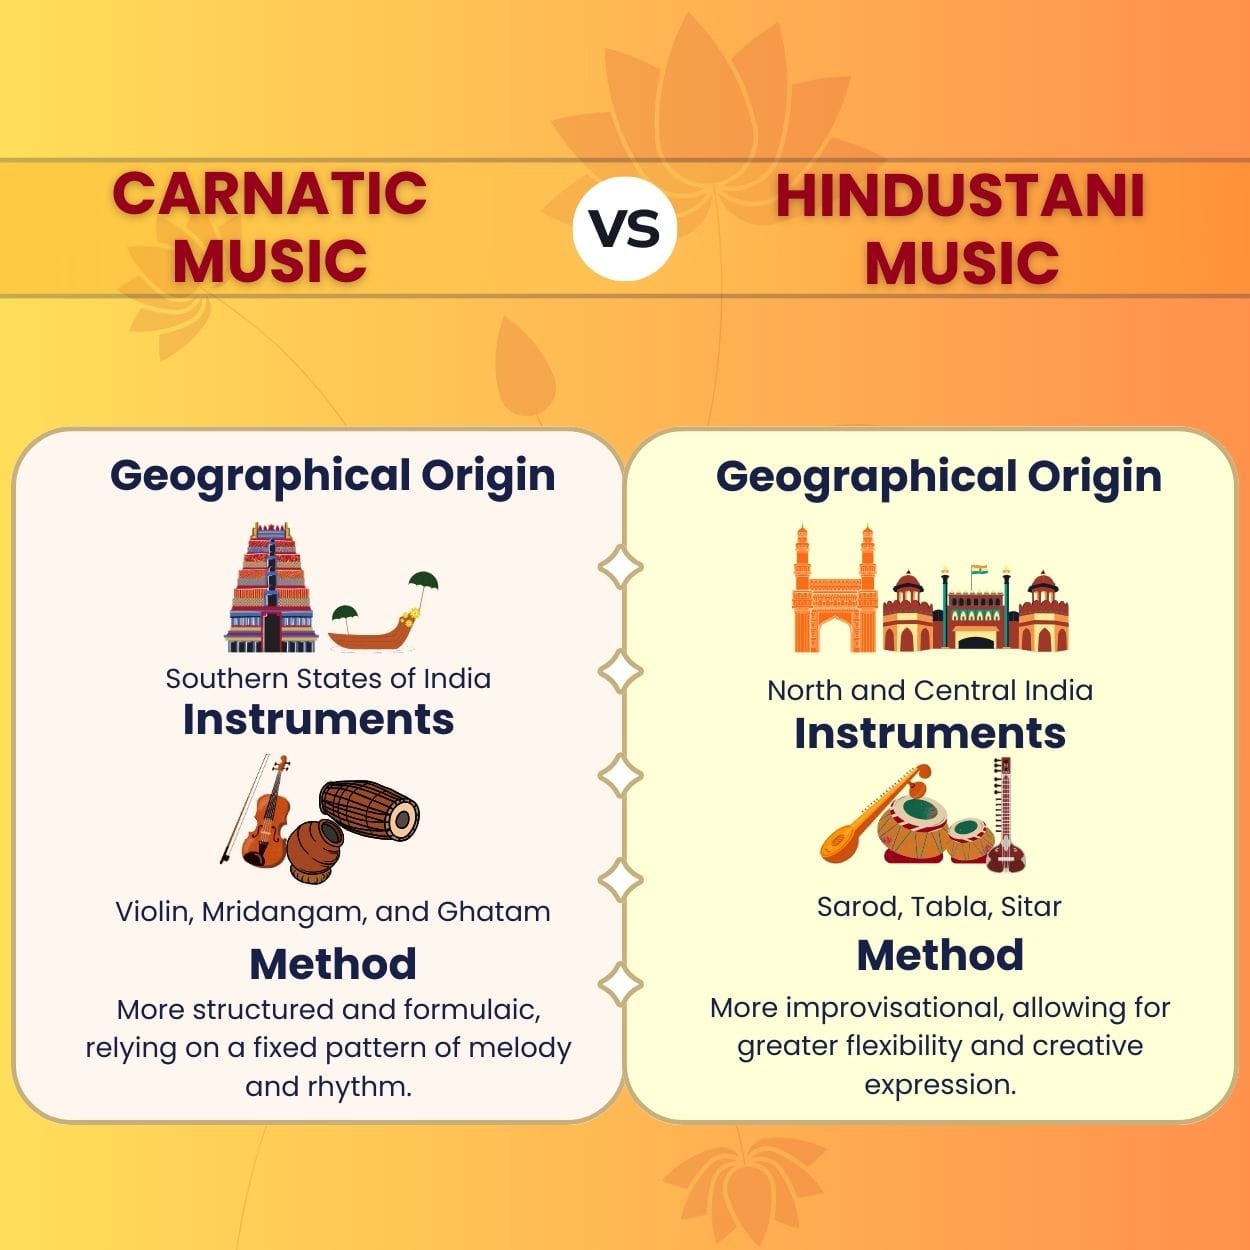 CARNATIC
MUSIC
VS
HINDUSTANI
MUSIC
Geographical Origin
Southern States of India
Instruments
Violin, Mridangam, and Ghatam
Method
More structured and formulaic,
relying on a fixed pattern of melody
and rhythm.
Geographical Origin
North and Central India
Instruments
Sarod, Tabla, Sitar
Method
More improvisational, allowing for
greater flexibility and creative
expression.